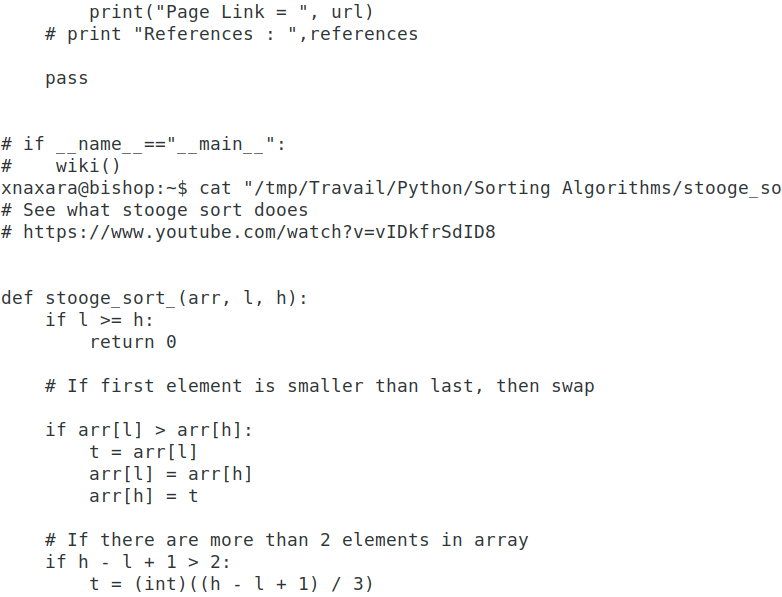 print("Page Link = ", url)
    # print "References : ",references

    pass


# if __name__=="__main__":
#    wiki()
xnaxara@bishop:~$ cat "/tmp/Travail/Python/Sorting Algorithms/stooge_so
# See what stooge sort dooes
# https://www.youtube.com/watch?v=vIDkfrSdID8


def stooge_sort_(arr, l, h):
    if l >= h:
        return 0

    # If first element is smaller than last, then swap

    if arr[l] > arr[h]:
        t = arr[l]
        arr[l] = arr[h]
        arr[h] = t

    # If there are more than 2 elements in array
    if h - l + 1 > 2:
        t = (int)((h - l + 1) / 3)